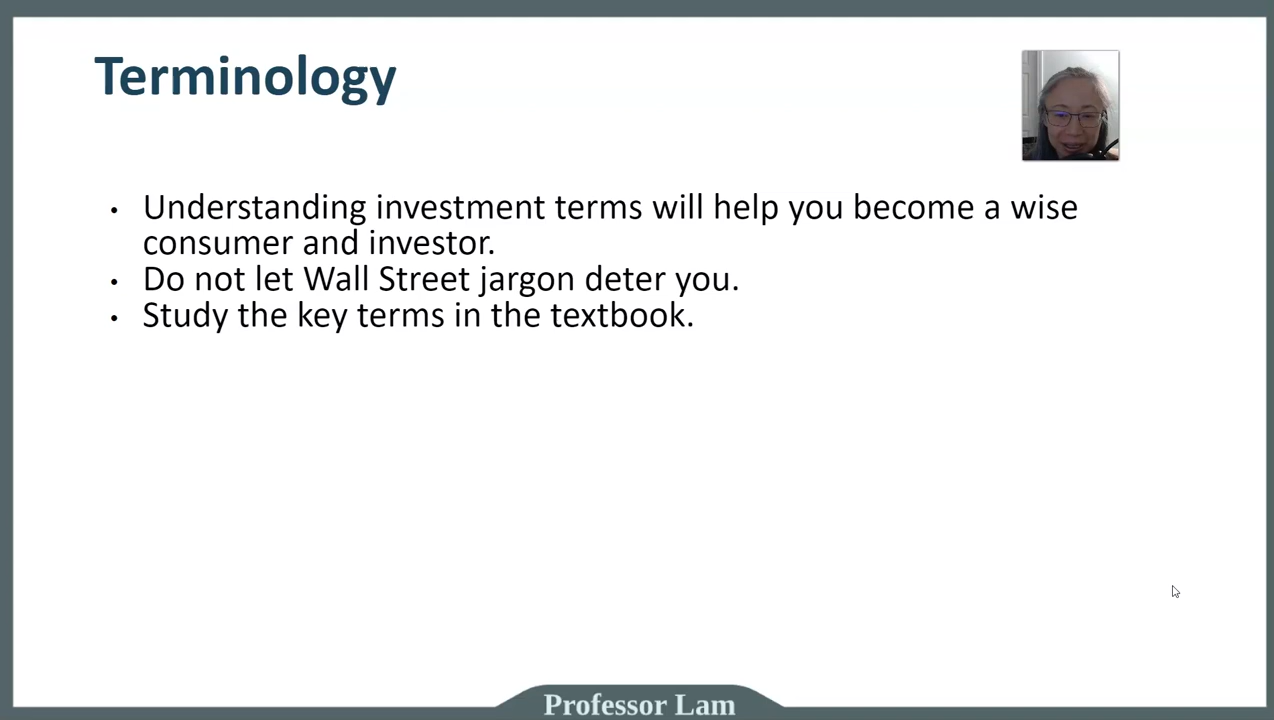 Terminology
• Understanding investment terms will help you become a wise
consumer and investor.
• Do not let Wall Street jargon deter you.
• Study the key terms in the textbook.
Professor Lam